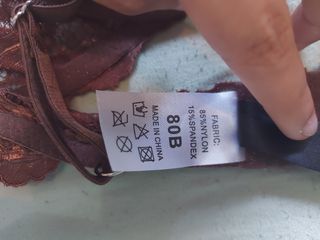 FABRIC:
85%NYLON
15%SPANDEX
80B
MADE IN CHINA